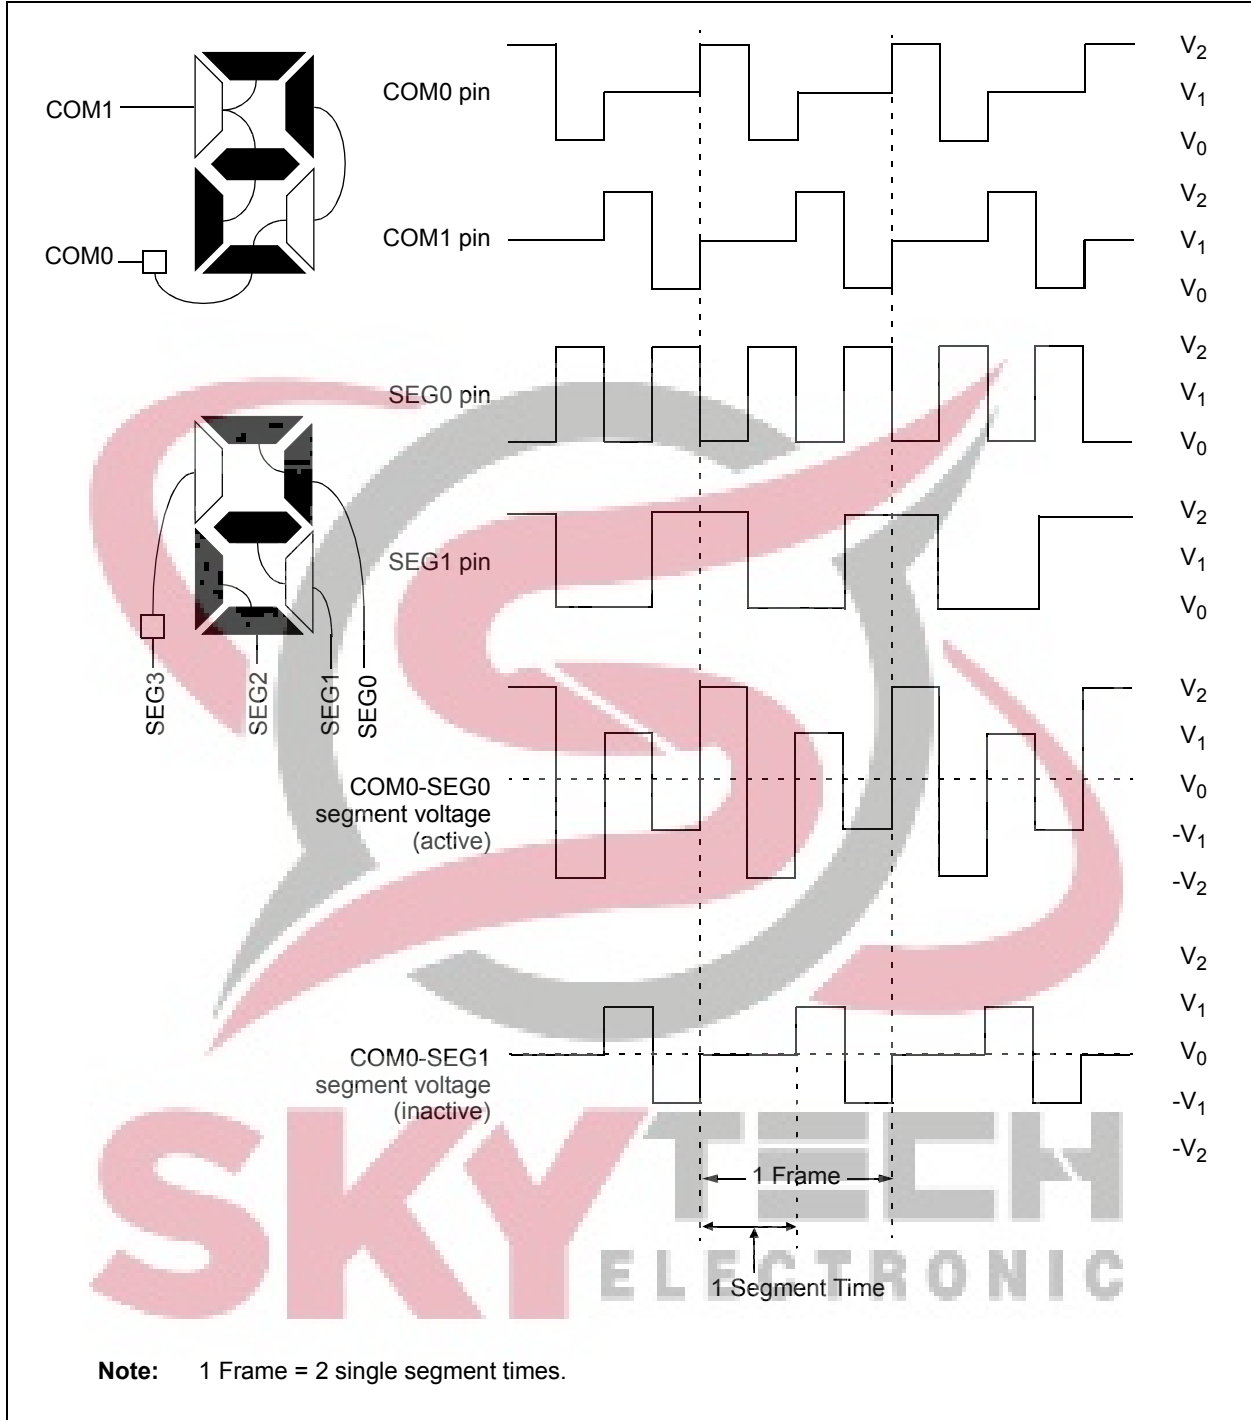 COM1
COM0
COM0 pin
V2
V1
V0
COM1 pin
V2
V1
V0
SEG0 pin
V2
V1
V0
SEG1 pin
V2
V1
V0
SEG3
SEG2
SEG1
SEG0
COM0-SEG0
segment voltage
(active)
V2
V1
V0
-V1
-V2
COM0-SEG1
segment voltage
(inactive)
V2
V1
V0
-V1
-V2
1 Frame
1 Segment Time
SKYTECH
ELECTRONIC
Note: 1 Frame = 2 single segment times.